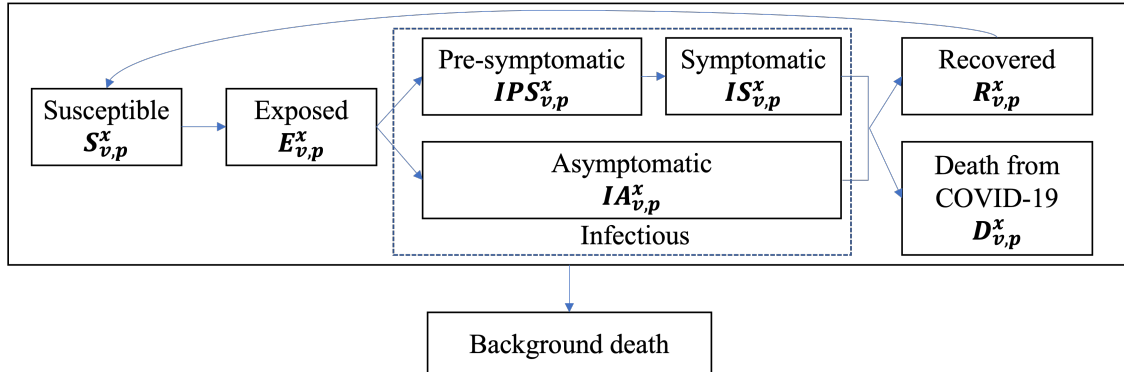 Susceptible
S^x_{v,p}
Exposed
E^x_{v,p}
Pre-symptomatic
IPS^x_{v,p}
Symptomatic
IS^x_{v,p}
Asymptomatic
IA^x_{v,p}
Infectious
Recovered
R^x_{v,p}
Death from
COVID-19
D^x_{v,p}
Background death